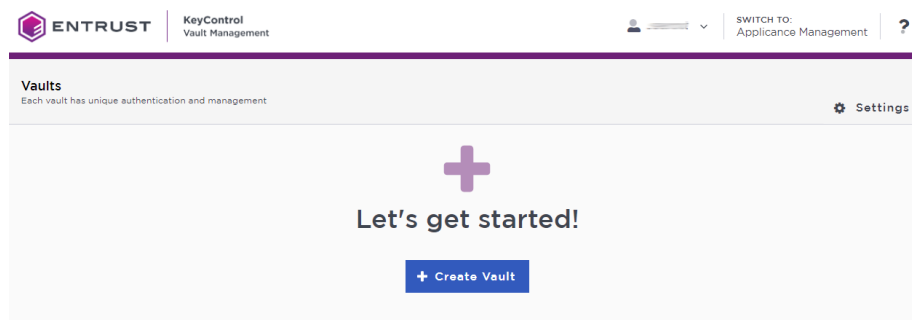 ENTRUST
KeyControl
Vault Management
SWITCH TO:
Applicance Management
?
Vaults
Each vault has unique authentication and management
Settings
Let's get started!
+ Create Vault